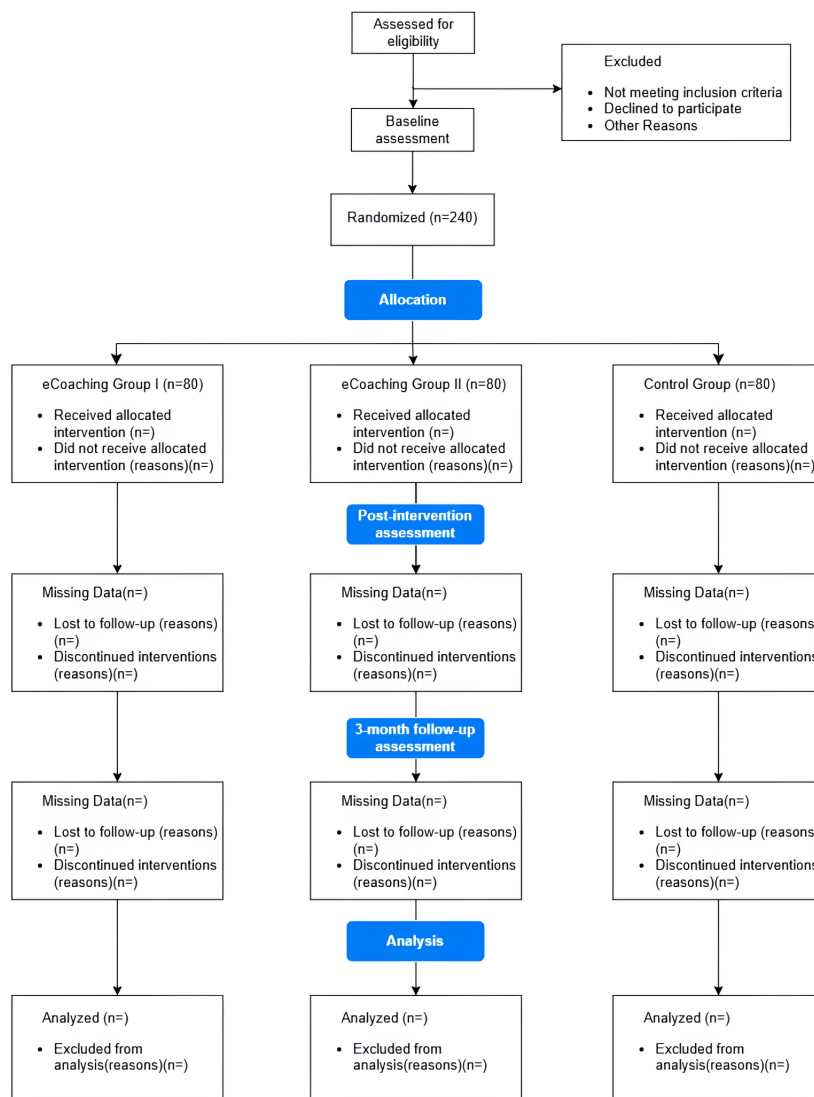 Assessed for
eligibility
Excluded
• Not meeting inclusion criteria
• Declined to participate
• Other Reasons
Baseline
assessment
Randomized (n=240)
Allocation
eCoaching Group I (n=80)
• Received allocated
intervention (n=)
• Did not receive allocated
intervention (reasons)(n=)
eCoaching Group II (n=80)
• Received allocated
intervention (n=)
• Did not receive allocated
intervention (reasons)(n=)
Control Group (n=80)
• Received allocated
intervention (n=)
• Did not receive allocated
intervention (reasons)(n=)
Post-intervention
assessment
Missing Data(n=)
• Lost to follow-up (reasons)
(n=)
• Discontinued interventions
(reasons)(n=)
Missing Data(n=)
• Lost to follow-up (reasons)
(n=)
• Discontinued interventions
(reasons)(n=)
Missing Data(n=)
• Lost to follow-up (reasons)
(n=)
• Discontinued interventions
(reasons)(n=)
3-month follow-up
assessment
Missing Data(n=)
• Lost to follow-up (reasons)
(n=)
• Discontinued interventions
(reasons)(n=)
Missing Data(n=)
• Lost to follow-up (reasons)
(n=)
• Discontinued interventions
(reasons)(n=)
Missing Data(n=)
• Lost to follow-up (reasons)
(n=)
• Discontinued interventions
(reasons)(n=)
Analysis
Analyzed (n=)
• Excluded from
analysis(reasons)(n=)
Analyzed (n=)
• Excluded from
analysis(reasons)(n=)
Analyzed (n=)
• Excluded from
analysis(reasons)(n=)